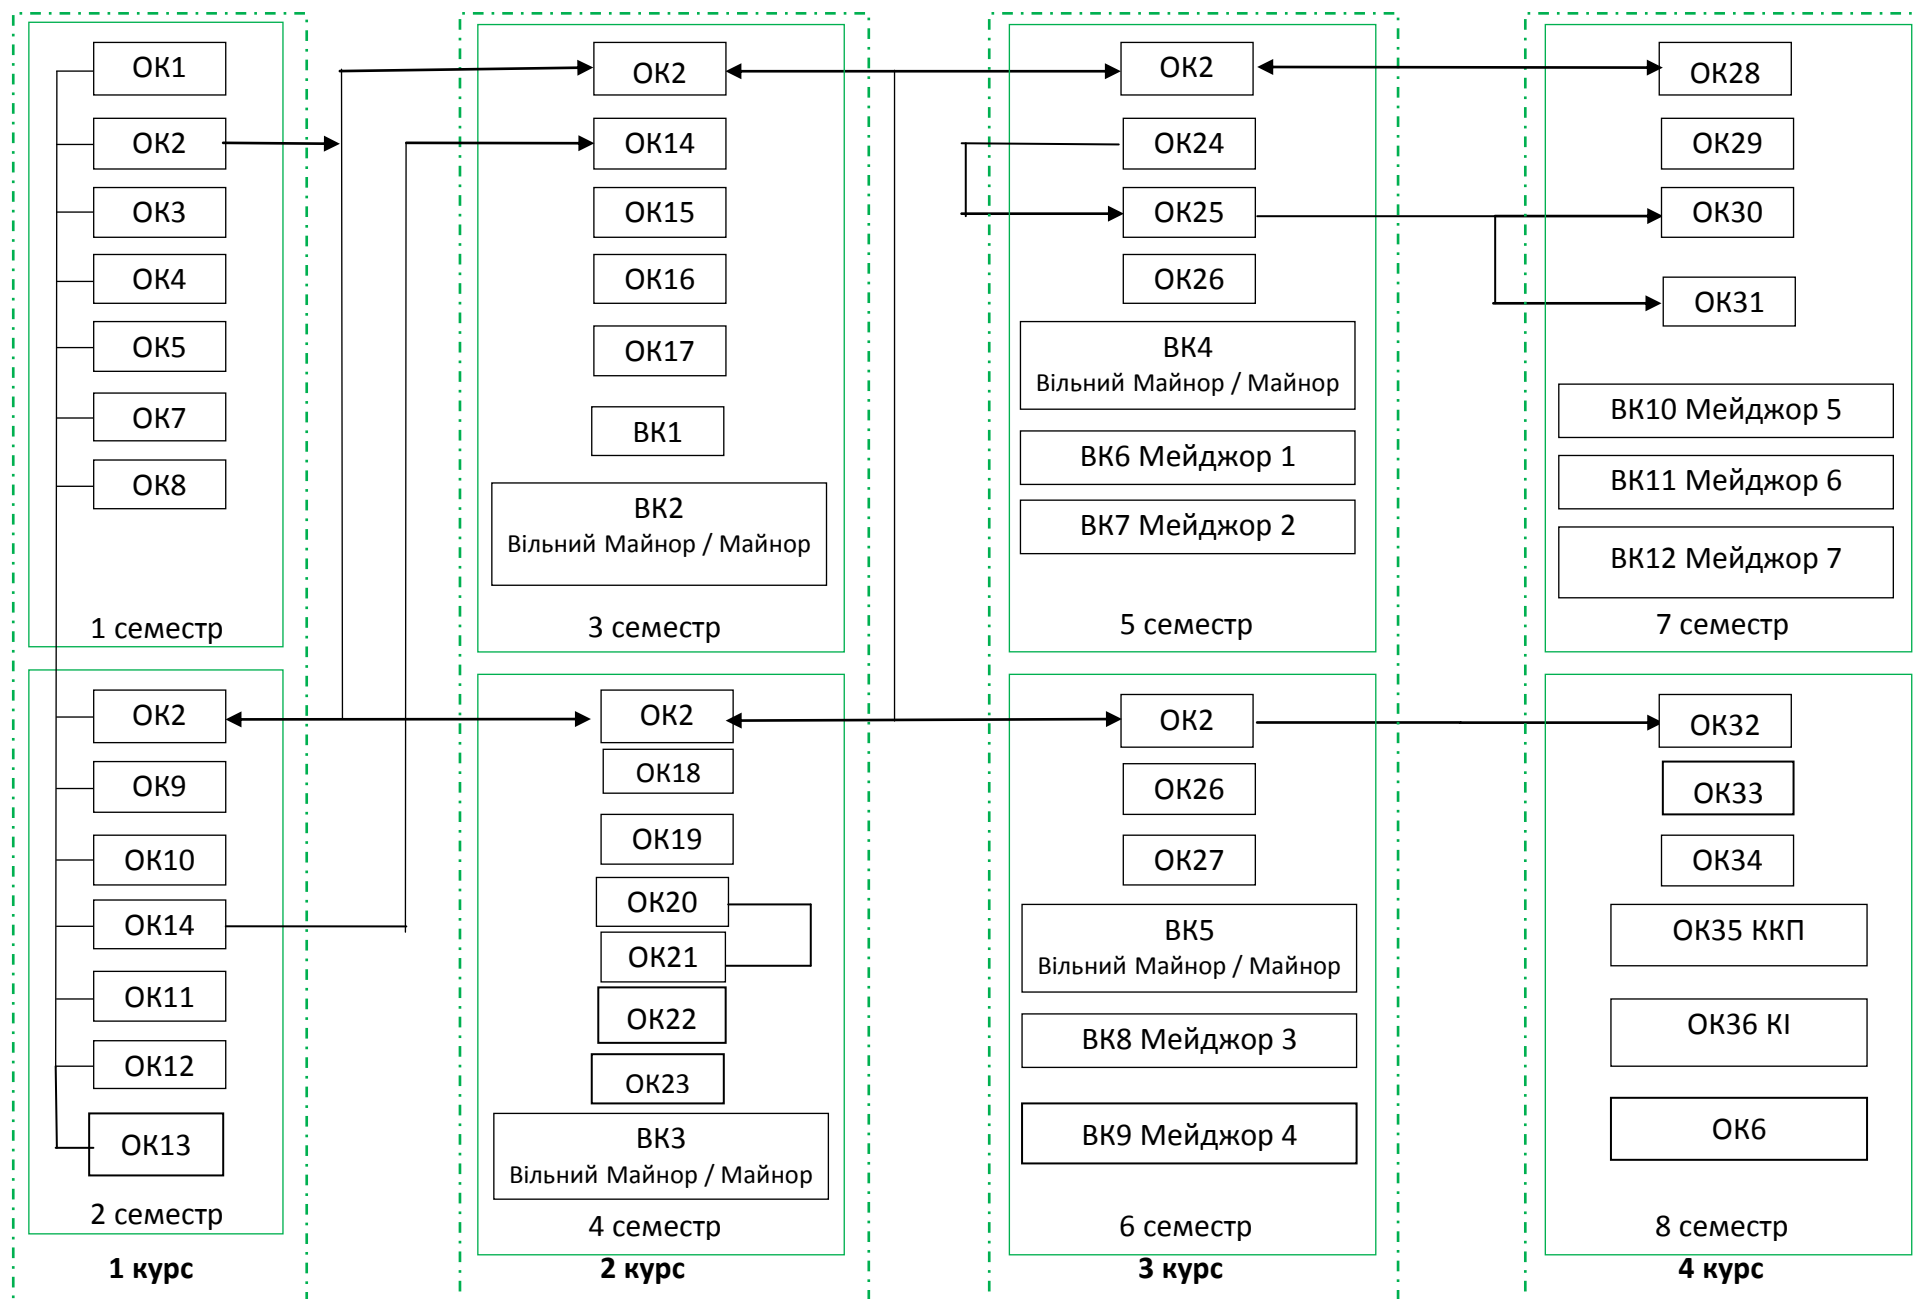 ОК1
ОК2
ОК3
ОК4
ОК5
ОК7
ОК8
1 семестр
ОК2
ОК9
ОК10
ОК14
ОК11
ОК12
ОК13
2 семестр
1 курс
ОК2
ОК14
ОК15
ОК16
ОК17
ВК1
ВК2
Вільний Майнор / Майнор
3 семестр
ОК2
ОК18
ОК19
ОК20
ОК21
ОК22
ОК23
ВК3
Вільний Майнор / Майнор
4 семестр
2 курс
ОК2
ОК24
ОК25
ОК26
ВК4
Вільний Майнор / Майнор
ВК6 Мейджор 1
ВК7 Мейджор 2
5 семестр
ОК2
ОК26
ОК27
ВК5
Вільний Майнор / Майнор
ВК8 Мейджор 3
ВК9 Мейджор 4
6 семестр
3 курс
ОК28
ОК29
ОК30
ОК31
ВК10 Мейджор 5
ВК11 Мейджор 6
ВК12 Мейджор 7
7 семестр
ОК32
ОК33
ОК34
ОК35 ККП
ОК36 КІ
ОК6
8 семестр
4 курс